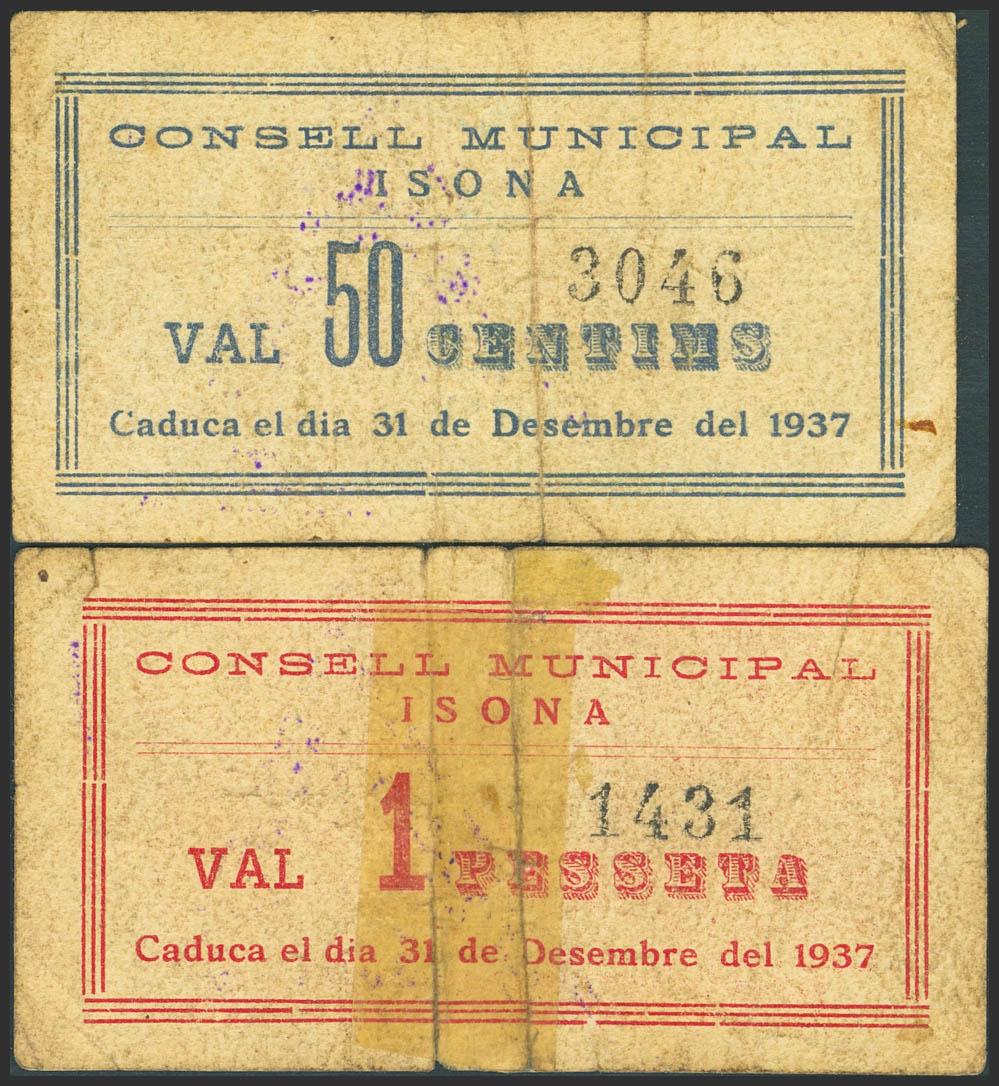 CONSELL MUNICIPAL
ISONA
3046
VAL 50 CENTIMS
Caduca el dia 31 de Desembre del 1937
CONSELL MUNICIPAL
ISONA
1431
VAL 1 PESSETA
Caduca el dia 31 de Desembre del 1937